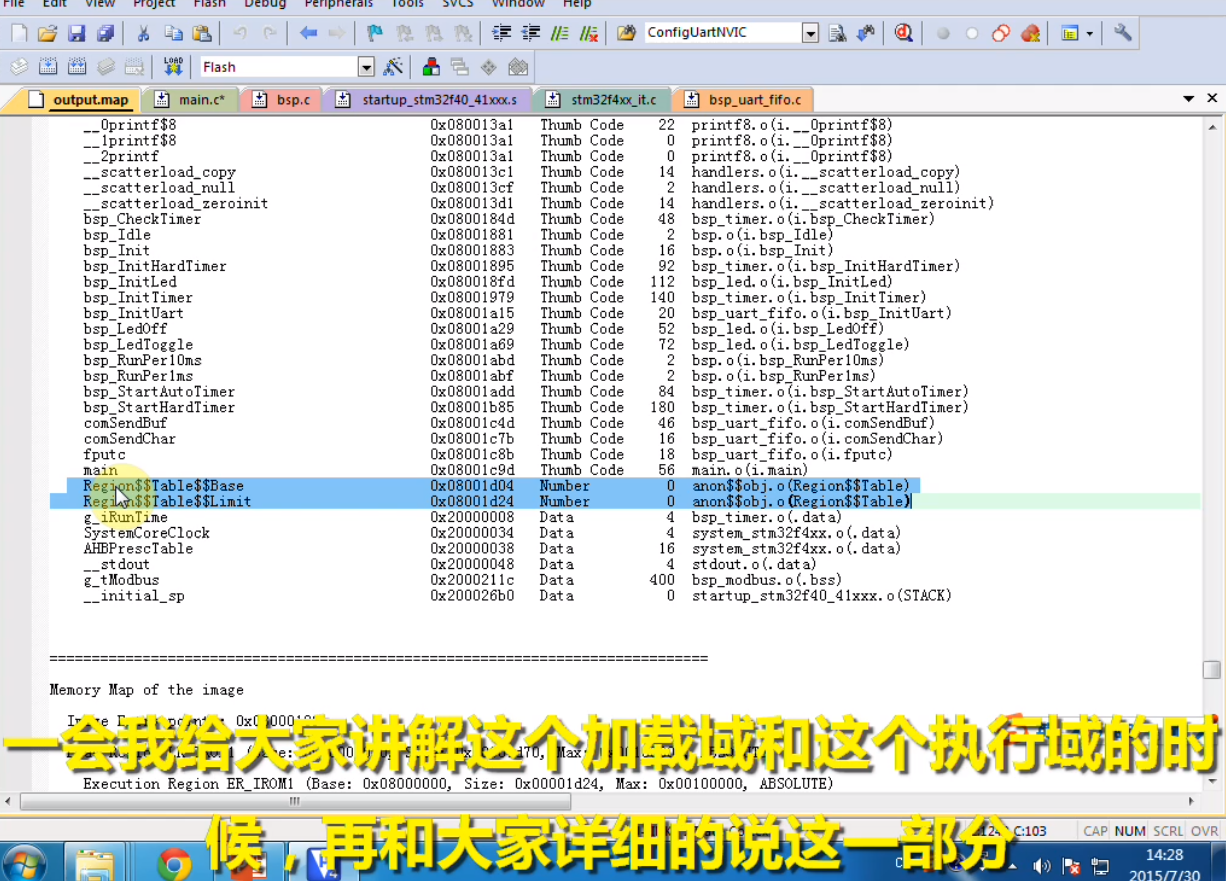 File Edit View Project Flash Debug Peripherals Tools SVCS Window Help
ConfigUartNVIC
LOAD
Flash
output.map main.c* bsp.c startup_stm32f40_41xxx.s stm32f4xx_it.c bsp_uart_fifo.c
__0printf$8 0x080013a1 Thumb Code 22 printf8.o(i.__0printf$8)
__1printf$8 0x080013a1 Thumb Code 0 printf8.o(i.__0printf$8)
__2printf 0x080013a1 Thumb Code 0 printf8.o(i.__0printf$8)
__scatterload_copy 0x080013c1 Thumb Code 14 handlers.o(i.__scatterload_copy)
__scatterload_null 0x080013cf Thumb Code 2 handlers.o(i.__scatterload_null)
__scatterload_zeroinit 0x080013d1 Thumb Code 14 handlers.o(i.__scatterload_zeroinit)
bsp_CheckTimer 0x0800184d Thumb Code 48 bsp_timer.o(i.bsp_CheckTimer)
bsp_Idle 0x08001881 Thumb Code 2 bsp.o(i.bsp_Idle)
bsp_Init 0x08001883 Thumb Code 16 bsp.o(i.bsp_Init)
bsp_InitHardTimer 0x08001895 Thumb Code 92 bsp_timer.o(i.bsp_InitHardTimer)
bsp_InitLed 0x080018fd Thumb Code 112 bsp_led.o(i.bsp_InitLed)
bsp_InitTimer 0x08001979 Thumb Code 140 bsp_timer.o(i.bsp_InitTimer)
bsp_InitUart 0x08001a15 Thumb Code 20 bsp_uart_fifo.o(i.bsp_InitUart)
bsp_LedOff 0x08001a29 Thumb Code 52 bsp_led.o(i.bsp_LedOff)
bsp_LedToggle 0x08001a69 Thumb Code 72 bsp_led.o(i.bsp_LedToggle)
bsp_RunPer10ms 0x08001abd Thumb Code 2 bsp.o(i.bsp_RunPer10ms)
bsp_RunPer1ms 0x08001abf Thumb Code 2 bsp.o(i.bsp_RunPer1ms)
bsp_StartAutoTimer 0x08001add Thumb Code 84 bsp_timer.o(i.bsp_StartAutoTimer)
bsp_StartHardTimer 0x08001b85 Thumb Code 180 bsp_timer.o(i.bsp_StartHardTimer)
comSendBuf 0x08001c4d Thumb Code 46 bsp_uart_fifo.o(i.comSendBuf)
comSendChar 0x08001c7b Thumb Code 16 bsp_uart_fifo.o(i.comSendChar)
fputc 0x08001c8b Thumb Code 18 bsp_uart_fifo.o(i.fputc)
main 0x08001c9d Thumb Code 56 main.o(i.main)
Region$$Table$$Base 0x08001d04 Number 0 anon$$obj.o(Region$$Table)
Region$$Table$$Limit 0x08001d24 Number 0 anon$$obj.o(Region$$Table)
g_iRunTime 0x20000008 Data 4 bsp_timer.o(.data)
SystemCoreClock 0x20000034 Data 4 system_stm32f4xx.o(.data)
AHBPrescTable 0x20000038 Data 16 system_stm32f4xx.o(.data)
__stdout 0x20000048 Data 4 stdout.o(.data)
g_tModbus 0x2000211c Data 400 bsp_modbus.o(.bss)
__initial_sp 0x200026b0 Data 0 startup_stm32f40_41xxx.o(STACK)
==============================================================================
Memory Map of the image
一会我给大家讲解这个加载域和这个执行域的时
Execution Region ER_IROM1 (Base: 0x08000000, Size: 0x00001d24, Max: 0x00100000, ABSOLUTE)
候，再和大家详细的说这一部分
C:103 CAP NUM SCRL OVR
14:28
2015/7/30